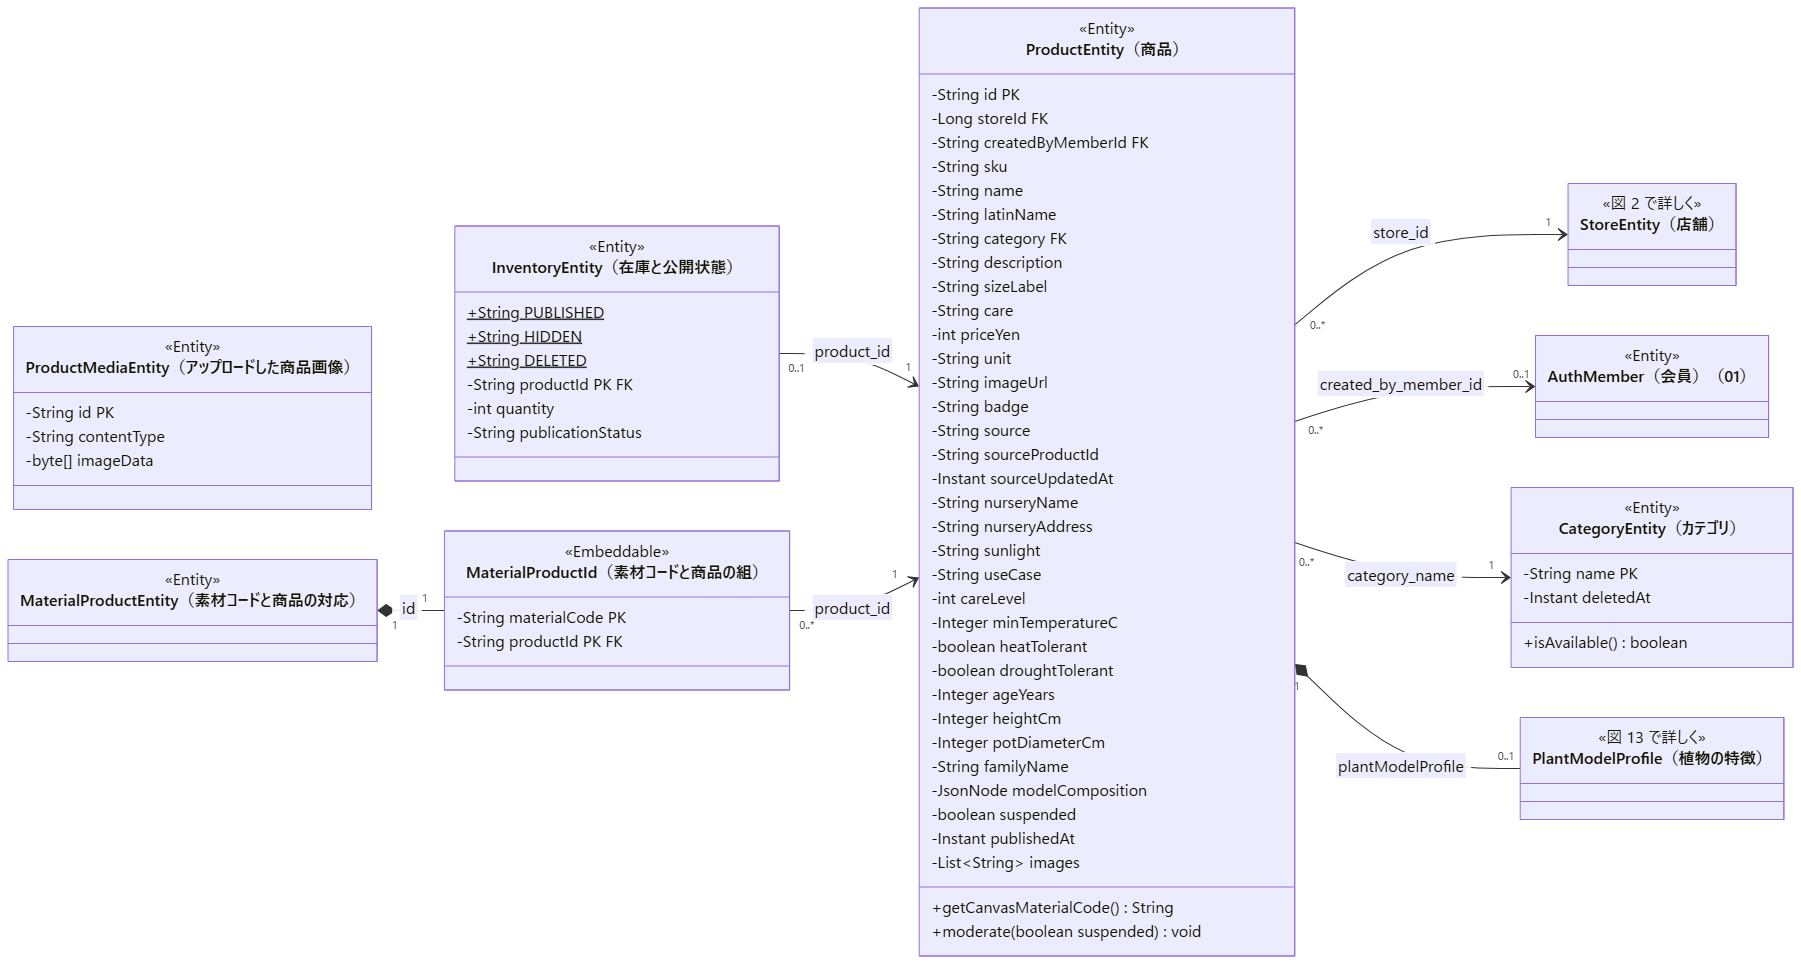 «Entity»
ProductMediaEntity（アップロードした商品画像）
-String id PK
-String contentType
-byte[] imageData
«Entity»
MaterialProductEntity（素材コードと商品の対応）
1
id
1
«Entity»
InventoryEntity（在庫と公開状態）
+String PUBLISHED
+String HIDDEN
+String DELETED
-String productId PK FK
-int quantity
-String publicationStatus
0..1
product_id
1
«Embeddable»
MaterialProductId（素材コードと商品の組）
-String materialCode PK
-String productId PK FK
0..*
product_id
1
«Entity»
ProductEntity（商品）
-String id PK
-Long storeId FK
-String createdByMemberId FK
-String sku
-String name
-String latinName
-String category FK
-String description
-String sizeLabel
-String care
-int priceYen
-String unit
-String imageUrl
-String badge
-String source
-String sourceProductId
-Instant sourceUpdatedAt
-String nurseryName
-String nurseryAddress
-String sunlight
-String useCase
-int careLevel
-Integer minTemperatureC
-boolean heatTolerant
-boolean droughtTolerant
-Integer ageYears
-Integer heightCm
-Integer potDiameterCm
-String familyName
-JsonNode modelComposition
-boolean suspended
-Instant publishedAt
-List<String> images
+getCanvasMaterialCode() : String
+moderate(boolean suspended) : void
0..*
store_id
1
«図 2 で詳しく»
StoreEntity（店舗）
0..*
created_by_member_id
0..1
«Entity»
AuthMember（会員）（01）
0..*
category_name
1
«Entity»
CategoryEntity（カテゴリ）
-String name PK
-Instant deletedAt
+isAvailable() : boolean
1
plantModelProfile
0..1
«図 13 で詳しく»
PlantModelProfile（植物の特徴）